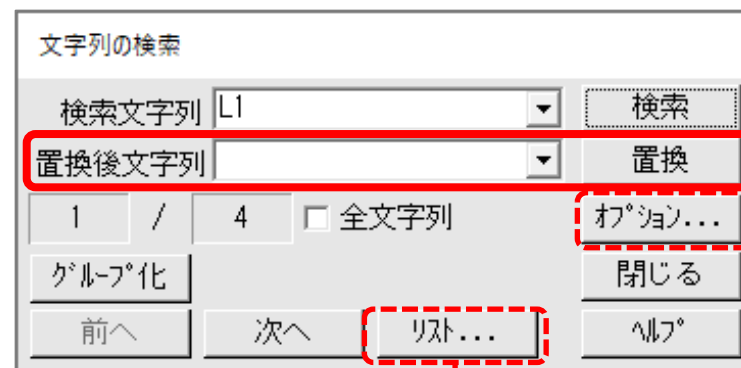 文字列の検索
検索文字列 L1 検索
置換後文字列 置換
1 / 4 全文字列 ｵﾌﾟｼｮﾝ...
ｸﾞﾙｰﾌﾟ化 閉じる
前へ 次へ ﾘｽﾄ... ﾍﾙﾌﾟ